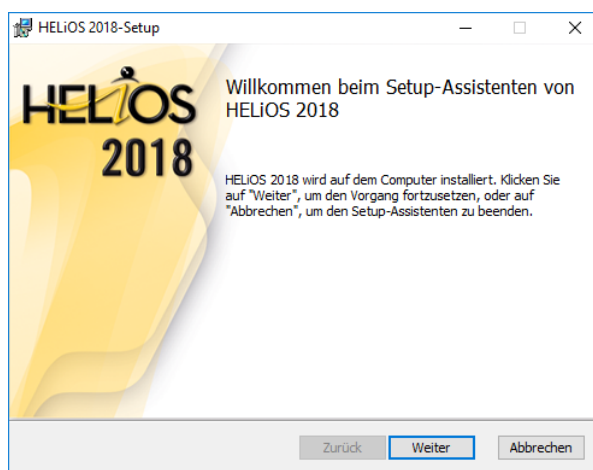 HELiOS 2018-Setup
HELiOS
2018
Willkommen beim Setup-Assistenten von
HELiOS 2018
HELiOS 2018 wird auf dem Computer installiert. Klicken Sie
auf "Weiter", um den Vorgang fortzusetzen, oder auf
"Abbrechen", um den Setup-Assistenten zu beenden.
Zurück
Weiter
Abbrechen